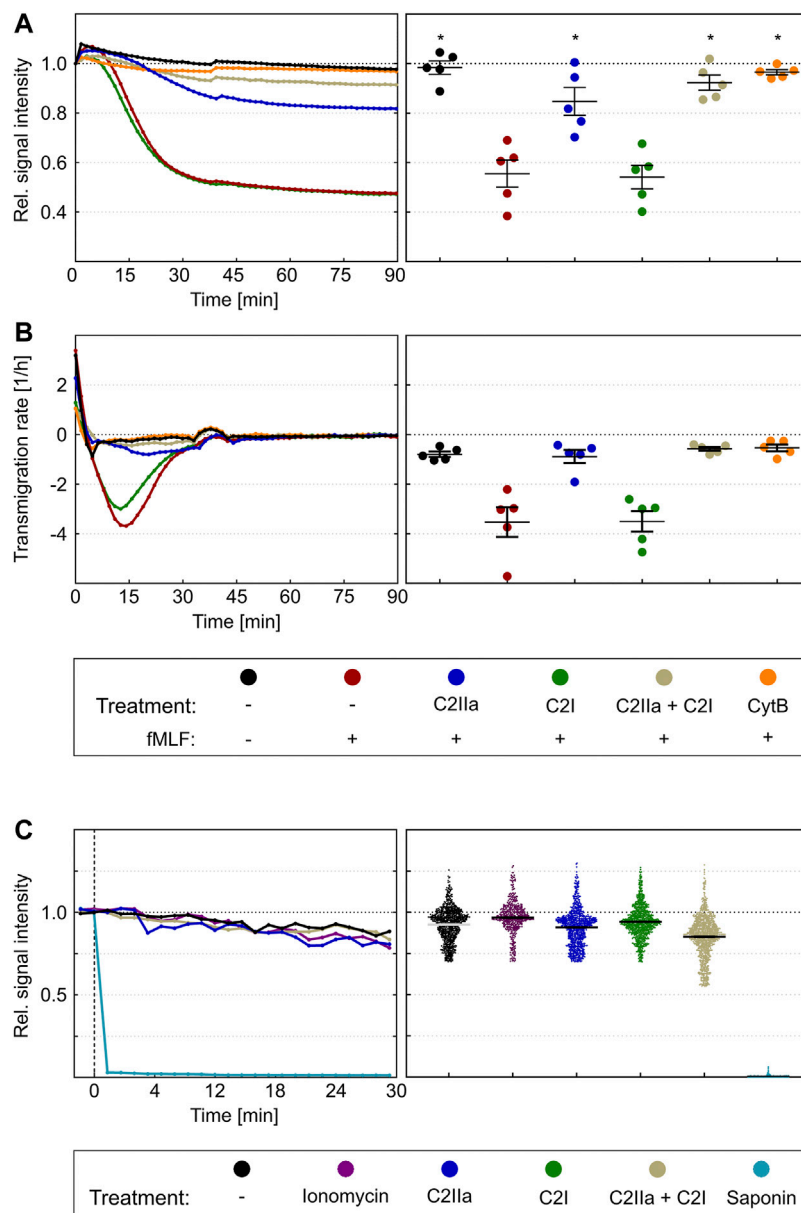 A
Rel. signal intensity
1.0
0.8
0.6
0.4
* * * *
0 15 30 45 60 75 90
Time [min]
B
Transmigration rate [1/h]
2
0
−2
−4
0 15 30 45 60 75 90
Time [min]
Treatment: - - C2IIa C2I C2IIa + C2I CytB
fMLF: - + + + + +
C
Rel. signal intensity
1.0
0.5
0 4 12 18 24 30
Time [min]
Treatment: - Ionomycin C2IIa C2I C2IIa + C2I Saponin